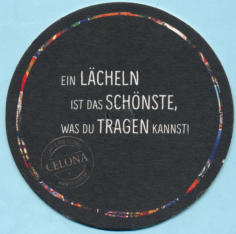 EIN LÄCHELN
IST DAS SCHÖNSTE,
WAS DU TRAGEN KANNST!
CELONA